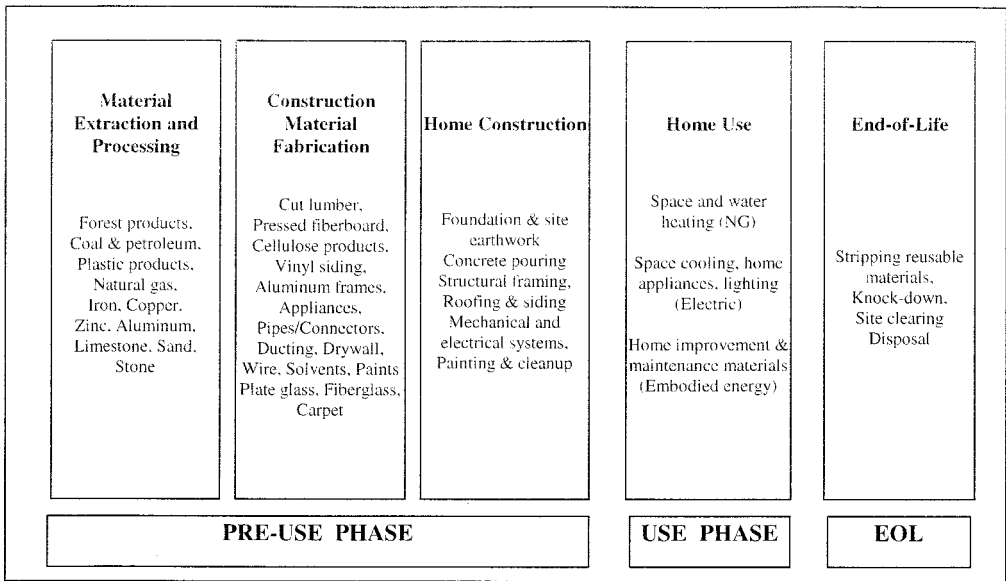 Material
Extraction and
Processing
Forest products,
Coal & petroleum,
Plastic products,
Natural gas,
Iron, Copper,
Zinc, Aluminum,
Limestone, Sand,
Stone
Construction
Material
Fabrication
Cut lumber,
Pressed fiberboard,
Cellulose products,
Vinyl siding,
Aluminum frames,
Appliances,
Pipes/Connectors,
Ducting, Drywall,
Wire, Solvents, Paints
Plate glass, Fiberglass,
Carpet
Home Construction
Foundation & site
earthwork
Concrete pouring
Structural framing,
Roofing & siding
Mechanical and
electrical systems,
Painting & cleanup
Home Use
Space and water
heating (NG)
Space cooling, home
appliances, lighting
(Electric)
Home improvement &
maintenance materials
(Embodied energy)
End-of-Life
Stripping reusable
materials,
Knock-down,
Site clearing
Disposal
PRE-USE PHASE
USE PHASE
EOL